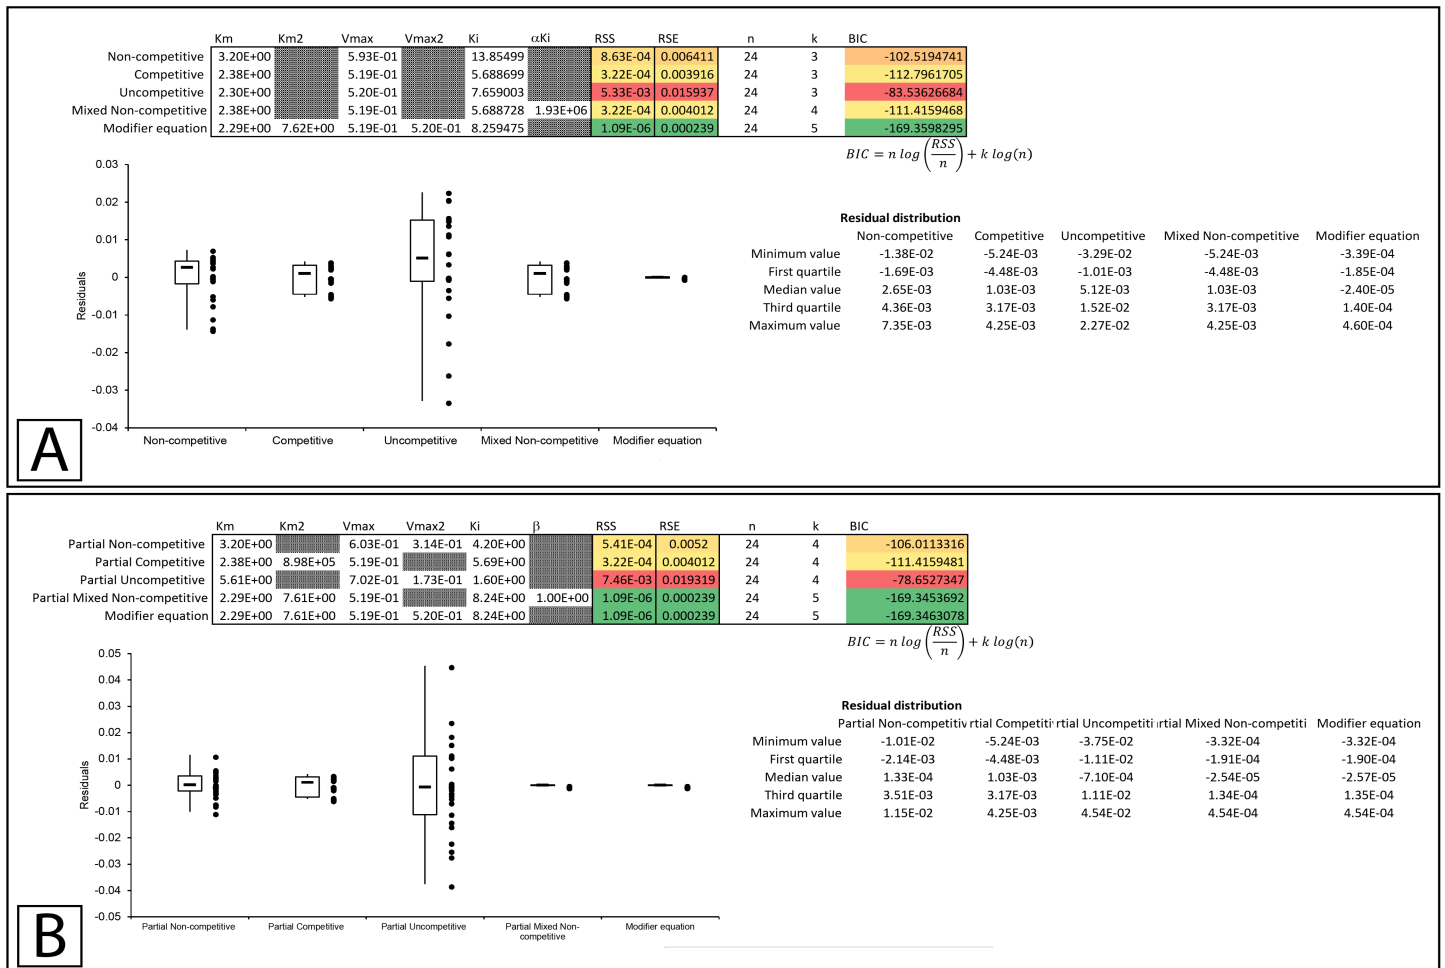 Km Km2 Vmax Vmax2 Ki αKi RSS RSE n k BIC
Non-competitive 3.20E+00 5.93E-01 13.85499 8.63E-04 0.006411 24 3 -102.5194741
Competitive 2.38E+00 5.19E-01 5.688699 3.22E-04 0.003916 24 3 -112.7961705
Uncompetitive 2.30E+00 5.20E-01 7.659003 5.33E-03 0.015937 24 3 -83.53626684
Mixed Non-competitive 2.38E+00 5.19E-01 5.688728 1.93E+06 3.22E-04 0.004012 24 4 -111.4159468
Modifier equation 2.29E+00 7.62E+00 5.19E-01 5.20E-01 8.259475 1.09E-06 0.000239 24 5 -169.3598295
BIC = n log (RSS/n) + k log(n)
0.03
0.02
0.01
0
-0.01
-0.02
-0.03
-0.04
Residuals
Non-competitive Competitive Uncompetitive Mixed Non-competitive Modifier equation
Residual distribution
Non-competitive Competitive Uncompetitive Mixed Non-competitive Modifier equation
Minimum value -1.38E-02 -5.24E-03 -3.29E-02 -5.24E-03 -3.39E-04
First quartile -1.69E-03 -4.48E-03 -1.01E-03 -4.48E-03 -1.85E-04
Median value 2.65E-03 1.03E-03 5.12E-03 1.03E-03 -2.40E-05
Third quartile 4.36E-03 3.17E-03 1.52E-02 3.17E-03 1.40E-04
Maximum value 7.35E-03 4.25E-03 2.27E-02 4.25E-03 4.60E-04
A
Km Km2 Vmax Vmax2 Ki β RSS RSE n k BIC
Partial Non-competitive 3.20E+00 6.03E-01 3.14E-01 4.20E+00 5.41E-04 0.0052 24 4 -106.0113316
Partial Competitive 2.38E+00 8.98E+05 5.19E-01 5.69E+00 3.22E-04 0.004012 24 4 -111.4159481
Partial Uncompetitive 5.61E+00 7.02E-01 1.73E-01 1.60E+00 7.46E-03 0.019319 24 4 -78.6527347
Partial Mixed Non-competitive 2.29E+00 7.61E+00 5.19E-01 8.24E+00 1.00E+00 1.09E-06 0.000239 24 5 -169.3453692
Modifier equation 2.29E+00 7.61E+00 5.19E-01 5.20E-01 8.24E+00 1.09E-06 0.000239 24 5 -169.3463078
BIC = n log (RSS/n) + k log(n)
0.05
0.04
0.03
0.02
0.01
0
-0.01
-0.02
-0.03
-0.04
-0.05
Residuals
Partial Non-competitive Partial Competitive Partial Uncompetitive Partial Mixed Non-competitive Modifier equation
Residual distribution
Partial Non-competitiv rtial Competiti rtial Uncompetiti rtial Mixed Non-competiti Modifier equation
Minimum value -1.01E-02 -5.24E-03 -3.75E-02 -3.32E-04 -3.32E-04
First quartile -2.14E-03 -4.48E-03 -1.11E-02 -1.91E-04 -1.90E-04
Median value 1.33E-04 1.03E-03 -7.10E-04 -2.54E-05 -2.57E-05
Third quartile 3.51E-03 3.17E-03 1.11E-02 1.34E-04 1.35E-04
Maximum value 1.15E-02 4.25E-03 4.54E-02 4.54E-04 4.54E-04
B